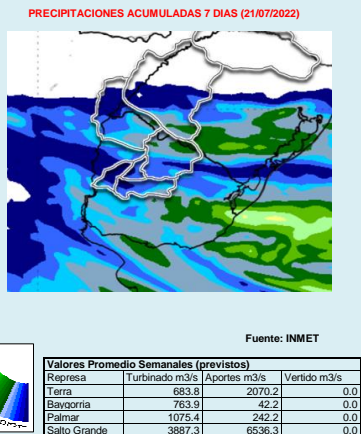 PRECIPITACIONES ACUMULADAS 7 DIAS (21/07/2022)
Fuente: INMET
Valores Promedio Semanales (previstos)
Represa Turbinado m3/s Aportes m3/s Vertido m3/s
Terra 683.8 2070.2 0.0
Baygorria 763.9 42.2 0.0
Palmar 1075.4 242.2 0.0
Salto Grande 3887.3 6536.3 0.0